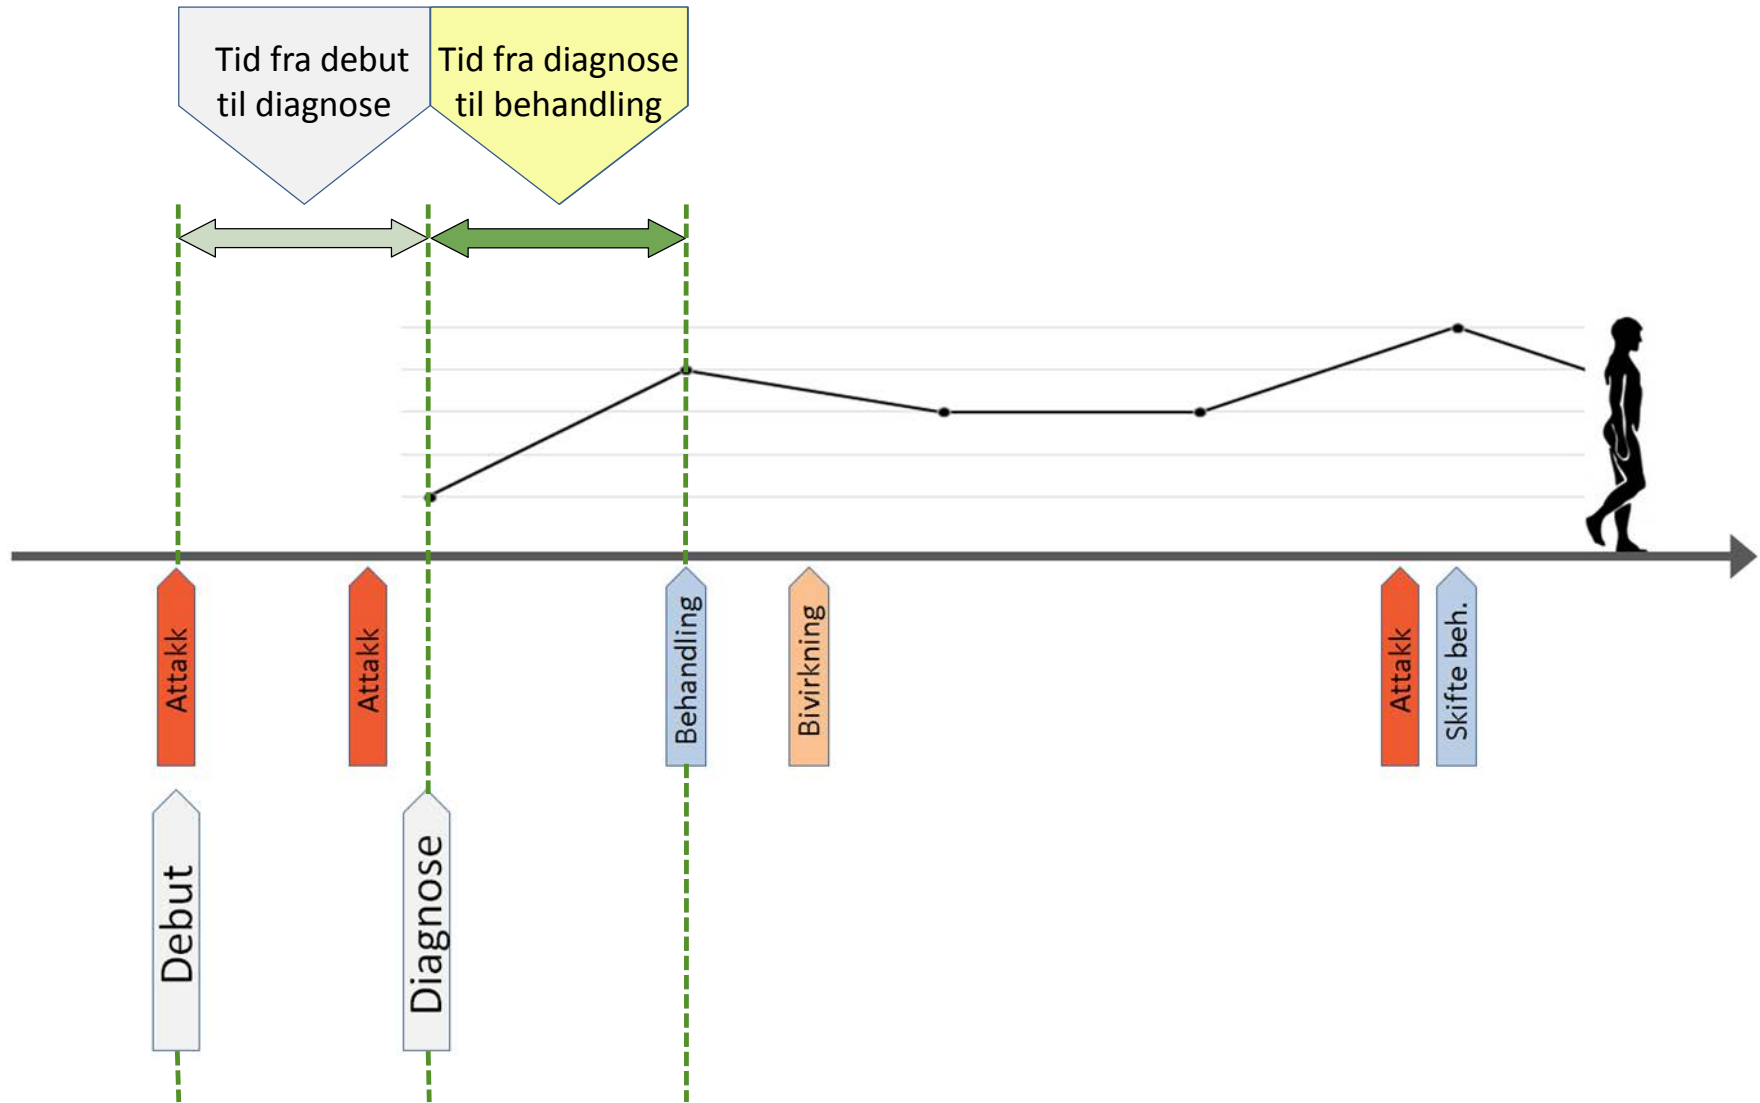 Tid fra debut
til diagnose
Tid fra diagnose
til behandling
Attakk
Attakk
Behandling
Bivirkning
Attakk
Skifte beh.
Debut
Diagnose